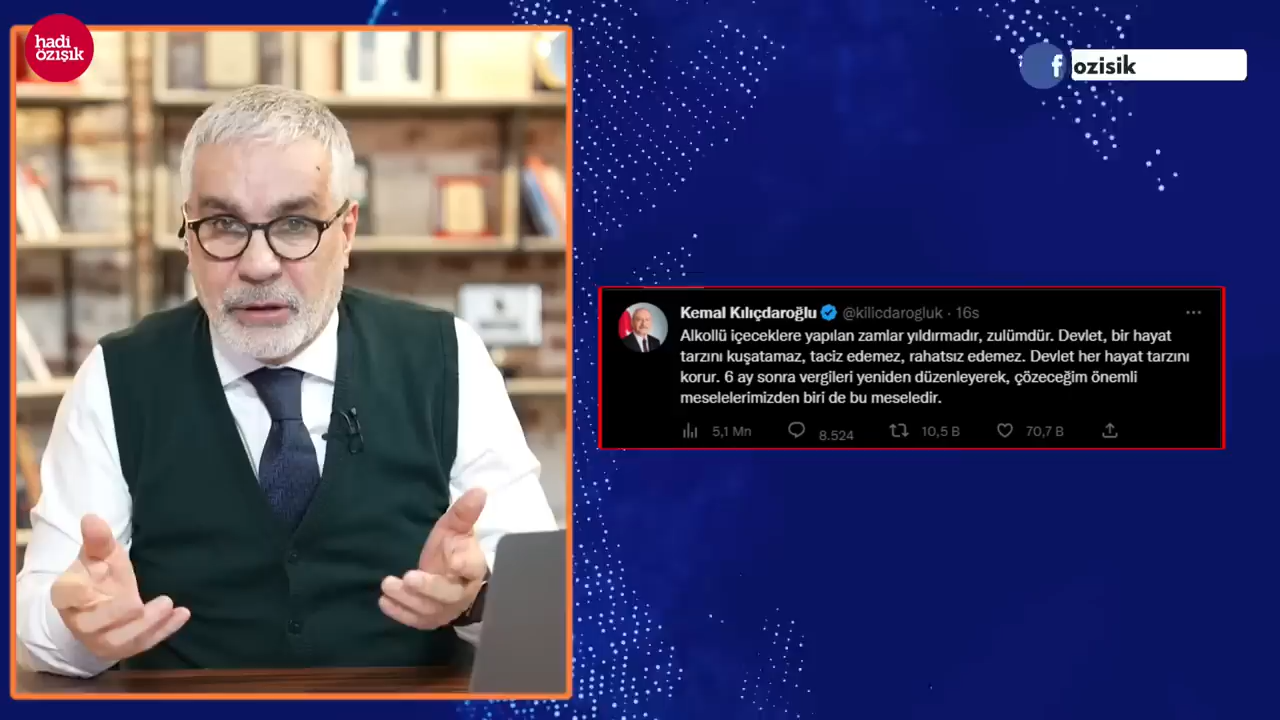 hadi
özışık
f ozisik
Kemal Kılıçdaroğlu @kilicdarogluk · 16s
Alkollü içeceklere yapılan zamlar yıldırmadır, zulümdür. Devlet, bir hayat
tarzını kuşatamaz, taciz edemez, rahatsız edemez. Devlet her hayat tarzını
korur. 6 ay sonra vergileri yeniden düzenleyerek, çözeceğim önemli
meselelerimizden biri de bu meseledir.
5,1 Mn 8.524 10,5 B 70,7 B